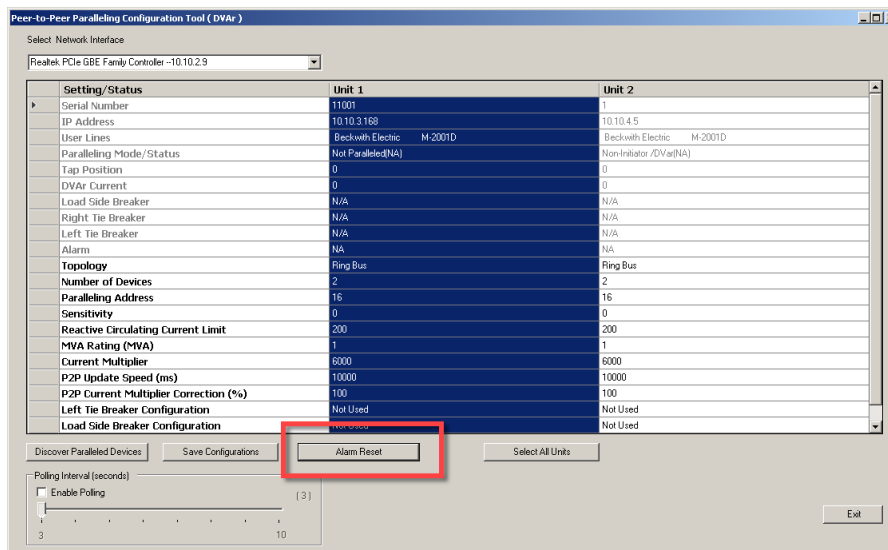 Peer-to-Peer Paralleling Configuration Tool ( DVAr )
Select Network Interface
Realtek PCIe GBE Family Controller --10.10.2.9
Setting/Status Unit 1 Unit 2
Serial Number 11001 1
IP Address 10.10.3.168 10.10.4.5
User Lines Beckwith Electric M-2001D Beckwith Electric M-2001D
Paralleling Mode/Status Not Paralleled(NA) Non-Initiator /DVar(NA)
Tap Position 0 0
DVAr Current 0 0
Load Side Breaker N/A N/A
Right Tie Breaker N/A N/A
Left Tie Breaker N/A N/A
Alarm NA NA
Topology Ring Bus Ring Bus
Number of Devices 2 2
Paralleling Address 16 16
Sensitivity 0 0
Reactive Circulating Current Limit 200 200
MVA Rating (MVA) 1 1
Current Multiplier 6000 6000
P2P Update Speed (ms) 10000 10000
P2P Current Multiplier Correction (%) 100 100
Left Tie Breaker Configuration Not Used Not Used
Load Side Breaker Configuration Not Used Not Used
Discover Paralleled Devices Save Configurations Alarm Reset Select All Units
Polling Interval (seconds)
Enable Polling (3)
3 10
Exit